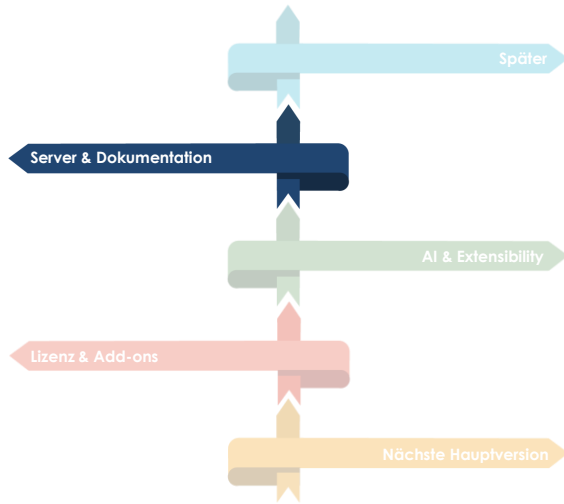 Später
Server & Dokumentation
AI & Extensibility
Lizenz & Add-ons
Nächste Hauptversion